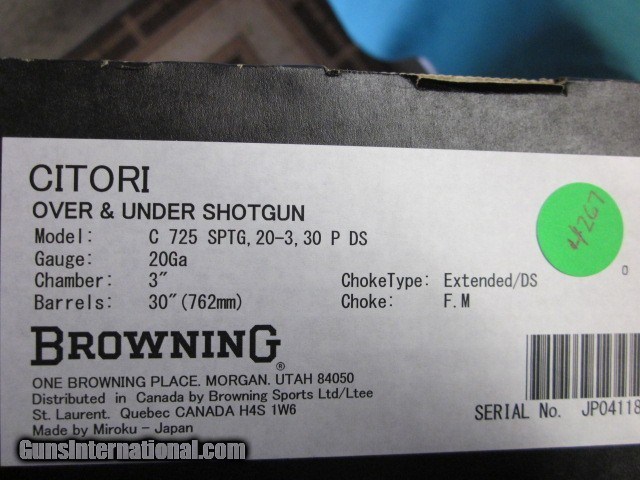 CITORI
OVER & UNDER SHOTGUN
Model: C 725 SPTG,20-3,30 P DS
Gauge: 20Ga
Chamber: 3" ChokeType: Extended/DS
Barrels: 30"(762mm) Choke: F.M
4267
BROWNING®
ONE BROWNING PLACE. MORGAN. UTAH 84050
Distributed in Canada by Browning Sports Ltd/Ltee
St. Laurent. Quebec CANADA H4S 1W6
Made by Miroku - Japan
SERIAL No. JP04118
GunsInternational.com